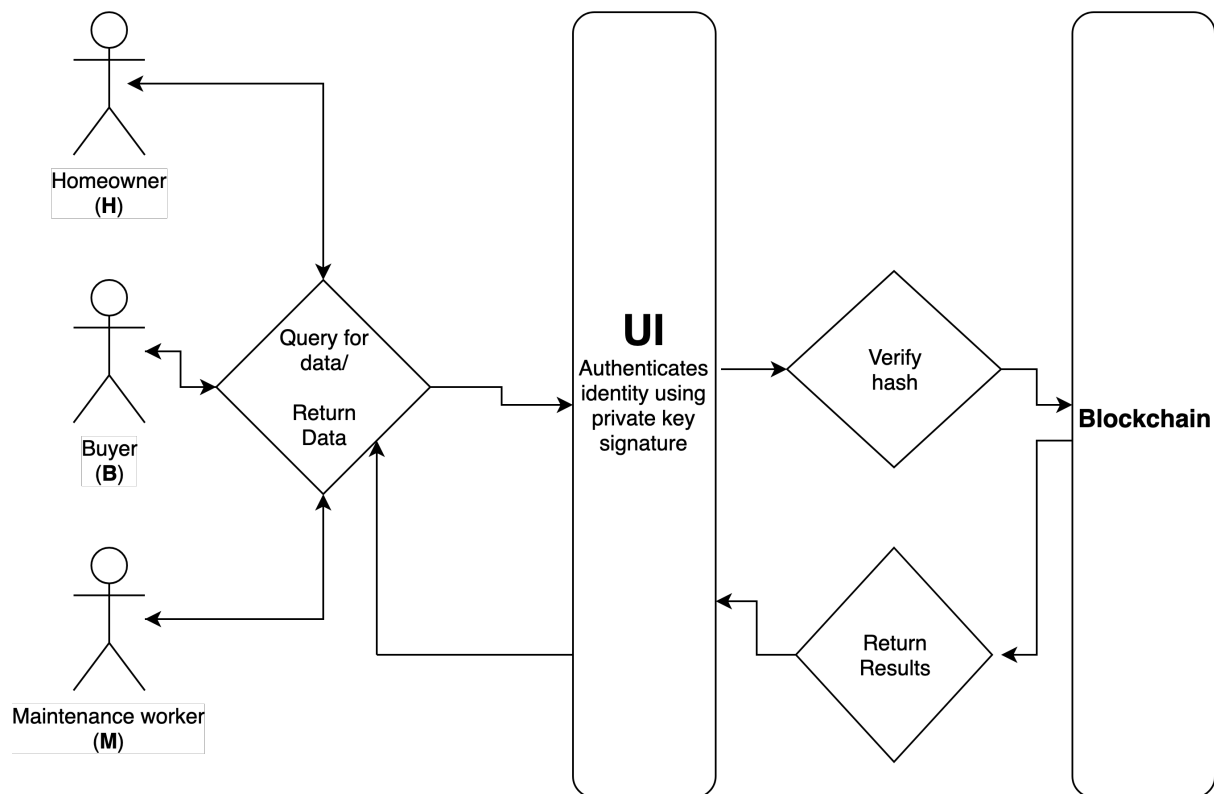 Homeowner
(H)
Buyer
(B)
Maintenance worker
(M)
Query for
data/
Return
Data
UI
Authenticates
identity using
private key
signature
Verify
hash
Return
Results
Blockchain